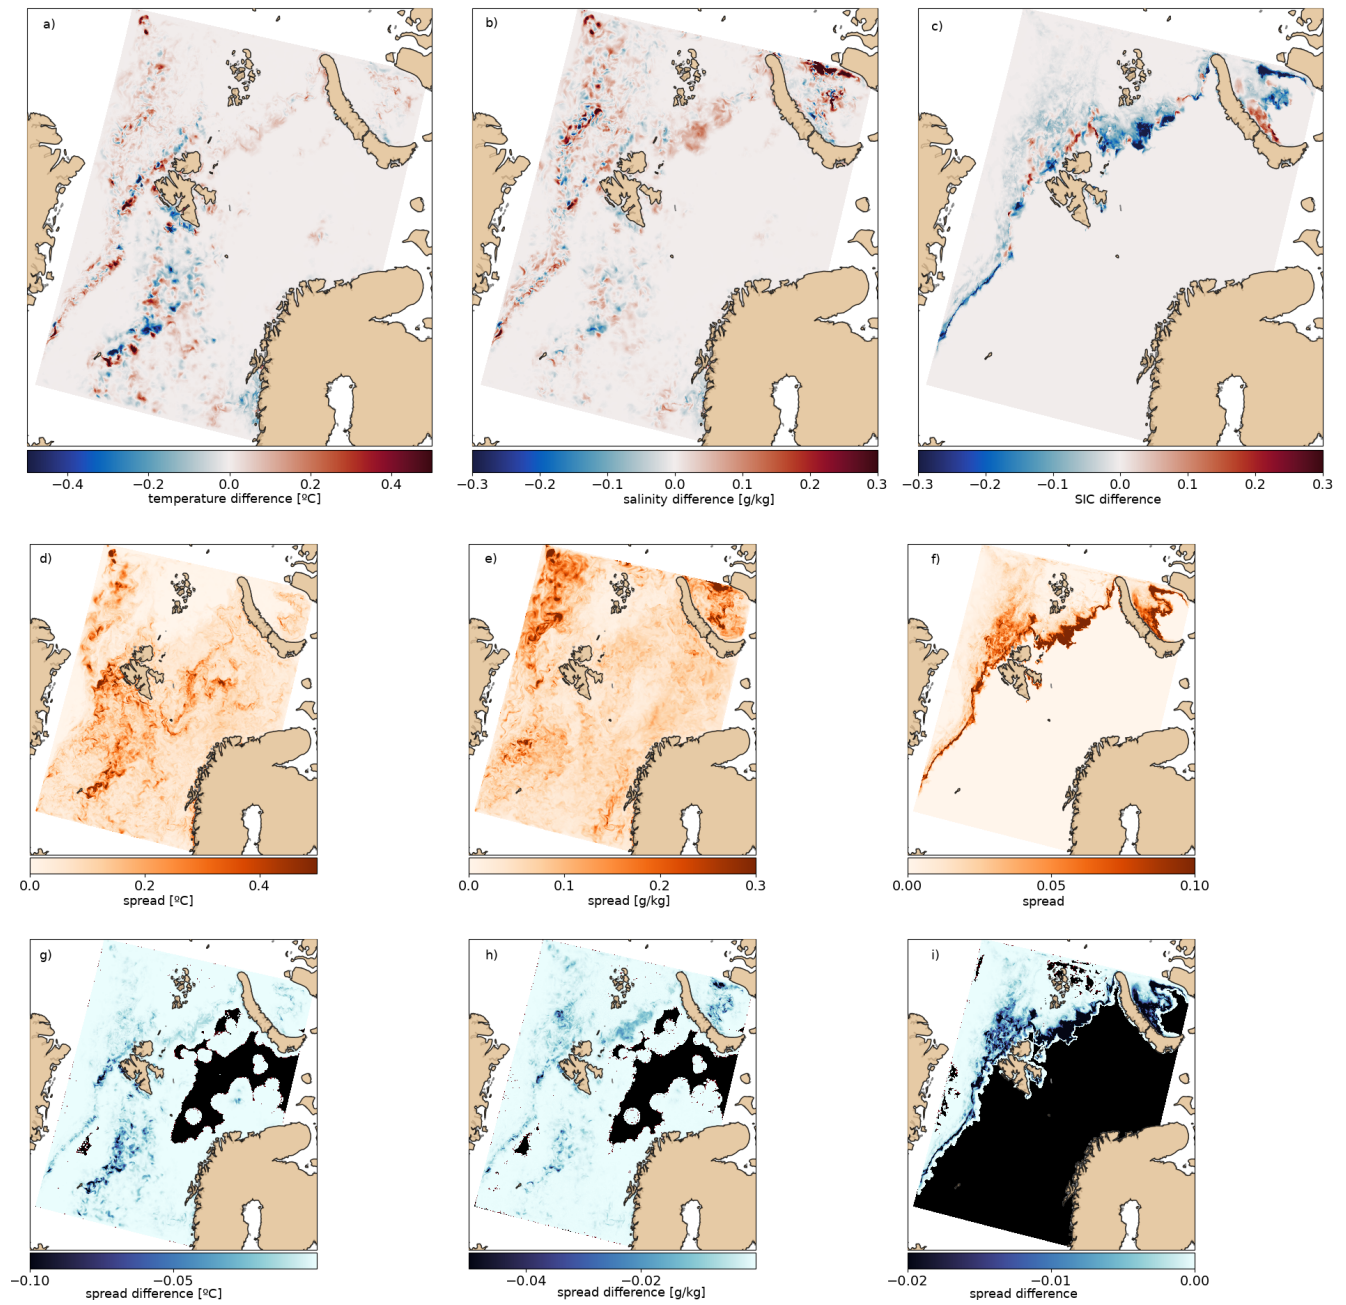 a)
b)
c)
−0.4 −0.2 0.0 0.2 0.4
temperature difference [ºC]
−0.3 −0.2 −0.1 0.0 0.1 0.2 0.3
salinity difference [g/kg]
−0.3 −0.2 −0.1 0.0 0.1 0.2 0.3
SIC difference
d)
e)
f)
0.0 0.2 0.4
spread [ºC]
0.0 0.1 0.2 0.3
spread [g/kg]
0.00 0.05 0.10
spread
g)
h)
i)
−0.10 −0.05
spread difference [ºC]
−0.04 −0.02
spread difference [g/kg]
−0.02 −0.01 0.00
spread difference